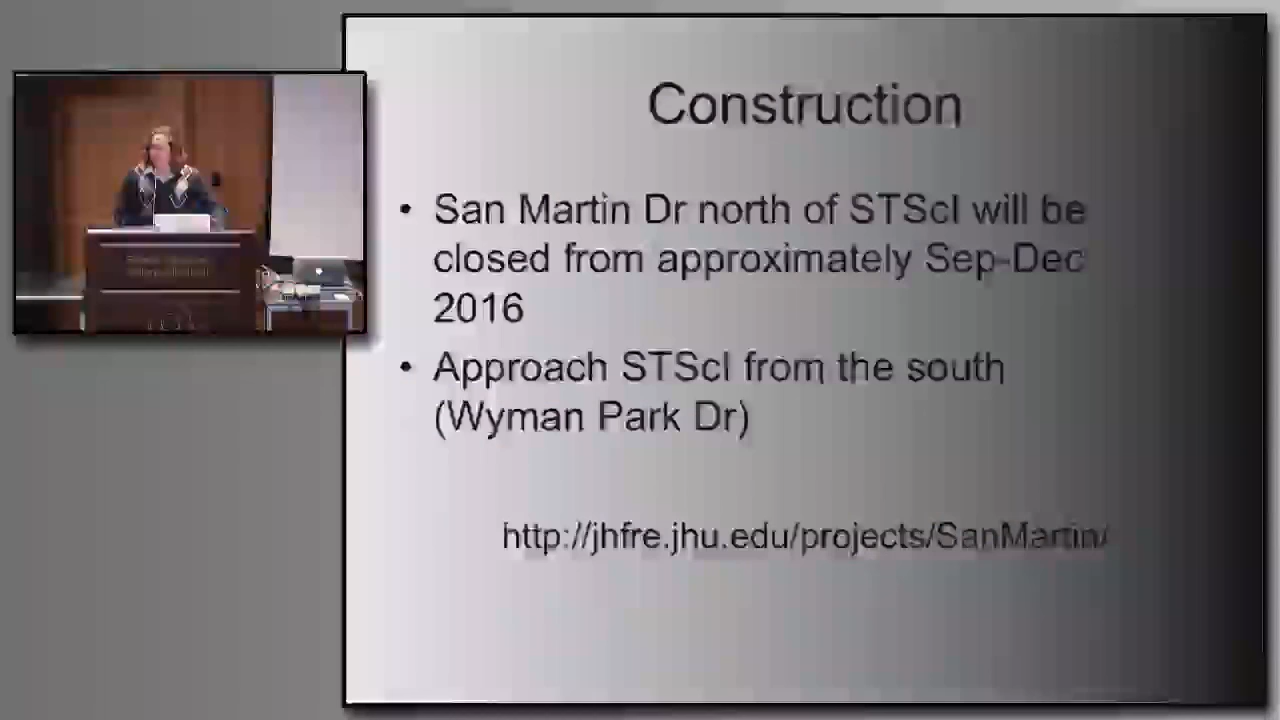 Construction
• San Martin Dr north of STScI will be
closed from approximately Sep-Dec
2016
• Approach STScI from the south
(Wyman Park Dr)
http://jhfre.jhu.edu/projects/SanMartin/